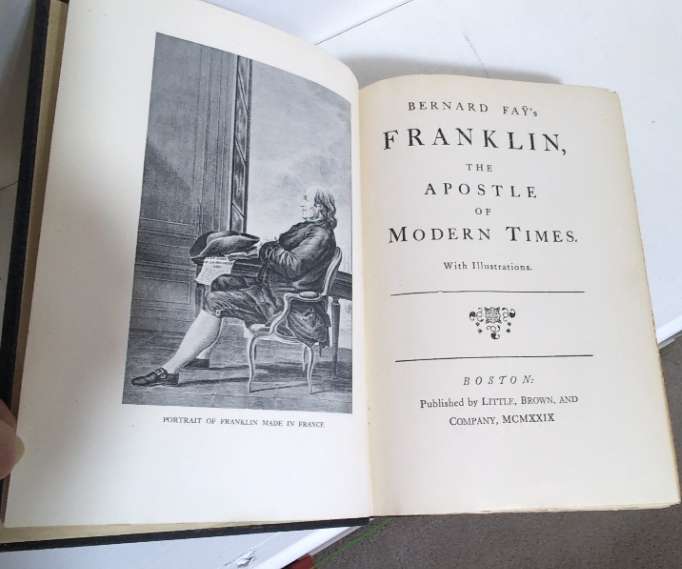 PORTRAIT OF FRANKLIN MADE IN FRANCE
BERNARD FAŸ's
FRANKLIN,
THE
APOSTLE
OF
MODERN TIMES.
With Illustrations.
BOSTON:
Published by LITTLE, BROWN, AND
COMPANY, MCMXXIX